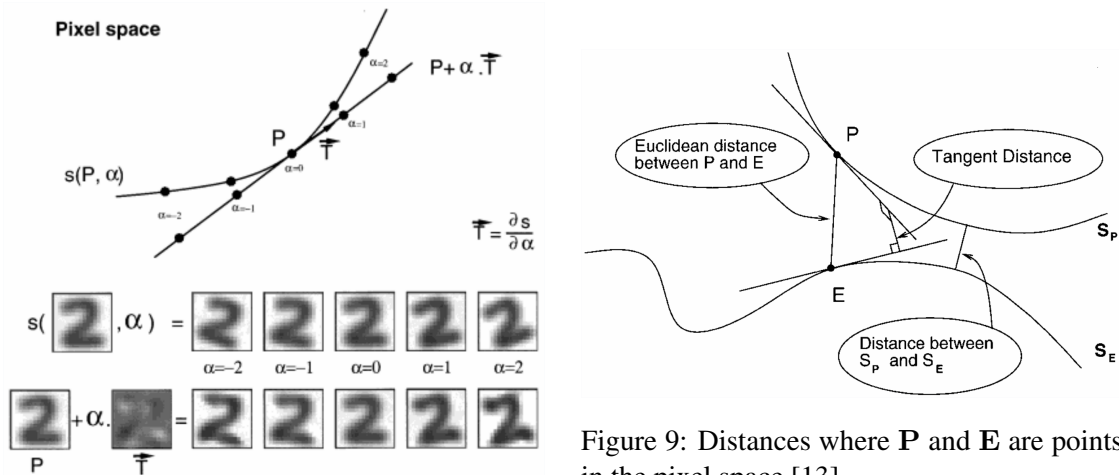 Pixel space
α=2
P+ α.T
P
α=1
T
α=0
s(P, α)
α=-1
α=-2
T = ∂s
∂α
s( , α ) =
α=-2 α=-1 α=0 α=1 α=2
+α. =
P T
P
Euclidean distance
between P and E
Tangent Distance
S_P
E
Distance between
S_P and S_E
S_E
Figure 9: Distances where P and E are points
in the pixel space [13]